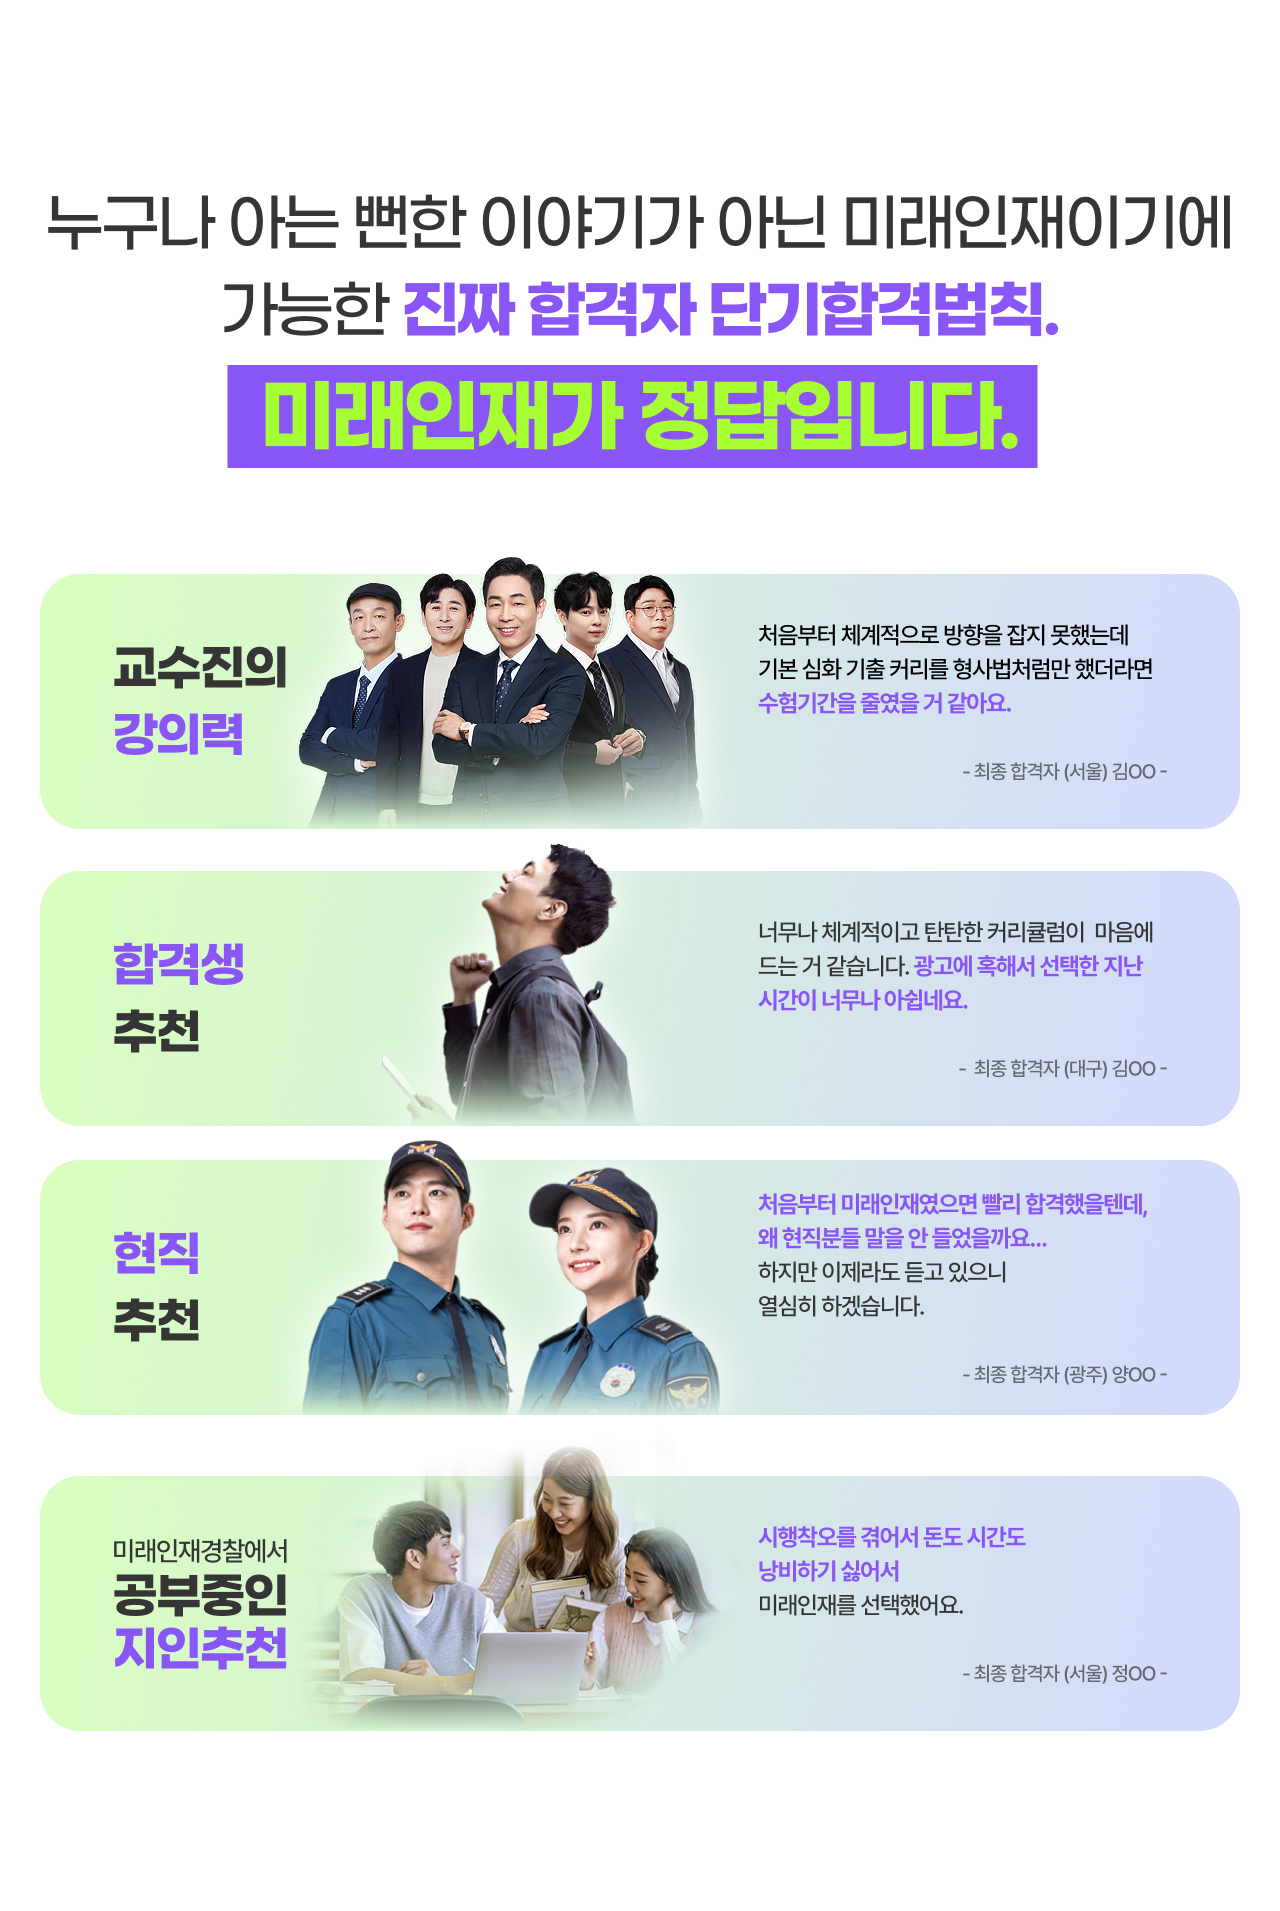 누구나 아는 뻔한 이야기가 아닌 미래인재이기에
가능한 진짜 합격자 단기합격법칙.
미래인재가 정답입니다.
교수진의
강의력
처음부터 체계적으로 방향을 잡지 못했는데
기본 심화 기출 커리를 형사법처럼만 했더라면
수험기간을 줄였을 거 같아요.
- 최종 합격자 (서울) 김OO -
합격생
추천
너무나 체계적이고 탄탄한 커리큘럼이 마음에
드는 거 같습니다. 광고에 혹해서 선택한 지난
시간이 너무나 아쉽네요.
- 최종 합격자 (대구) 김OO -
현직
추천
처음부터 미래인재였으면 빨리 합격했을텐데,
왜 현직분들 말을 안 들었을까요...
하지만 이제라도 듣고 있으니
열심히 하겠습니다.
- 최종 합격자 (광주) 양OO -
미래인재경찰에서
공부중인
지인추천
시행착오를 겪어서 돈도 시간도
낭비하기 싫어서
미래인재를 선택했어요.
- 최종 합격자 (서울) 정OO -